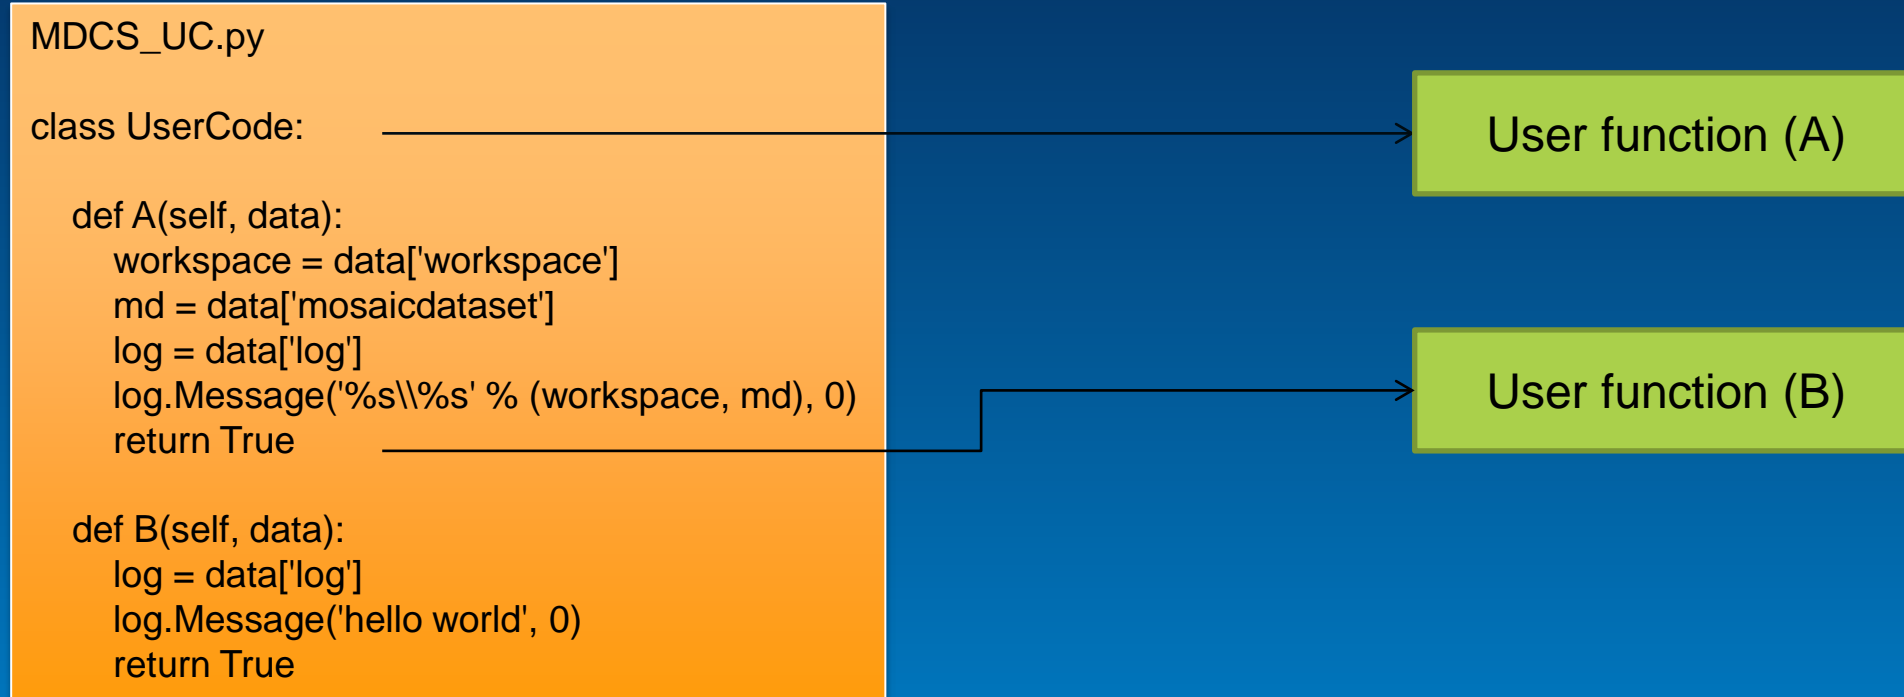 MDCS_UC.py
class UserCode:
def A(self, data):
workspace = data['workspace']
md = data['mosaicdataset']
log = data['log']
log.Message('%s\\%s' % (workspace, md), 0)
return True
def B(self, data):
log = data['log']
log.Message('hello world', 0)
return True
User function (A)
User function (B)